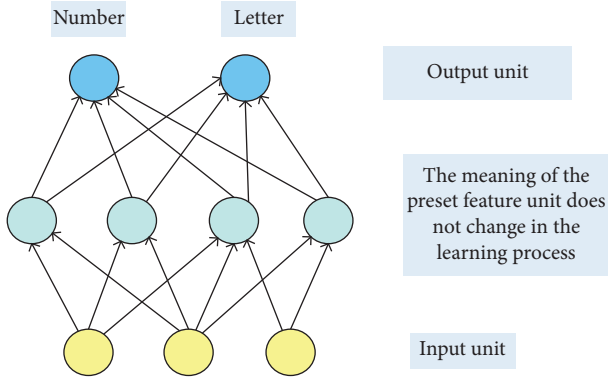 Number
Letter
Output unit
The meaning of the
preset feature unit does
not change in the
learning process
Input unit